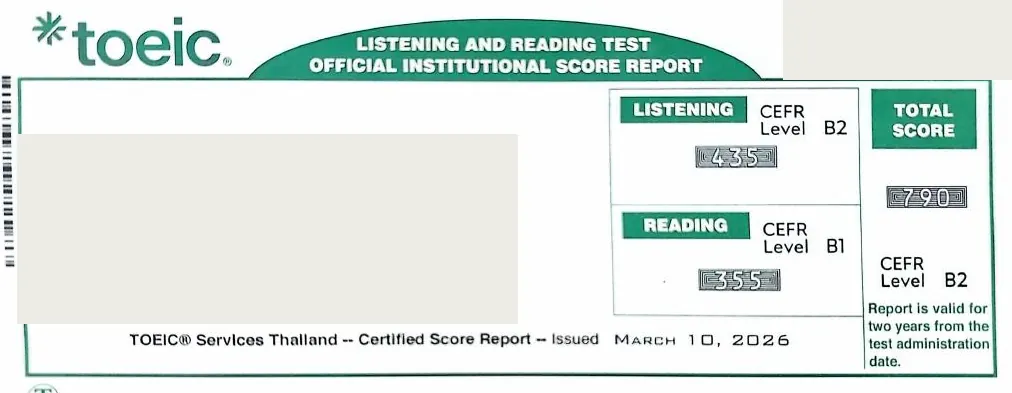 toeic®
LISTENING AND READING TEST
OFFICIAL INSTITUTIONAL SCORE REPORT
LISTENING
CEFR
Level B2
435
READING
CEFR
Level B1
355
TOTAL
SCORE
790
CEFR
Level B2
Report is valid for
two years from the
test administration
date.
TOEIC® Services Thailand -- Certified Score Report -- Issued MARCH 10, 2026